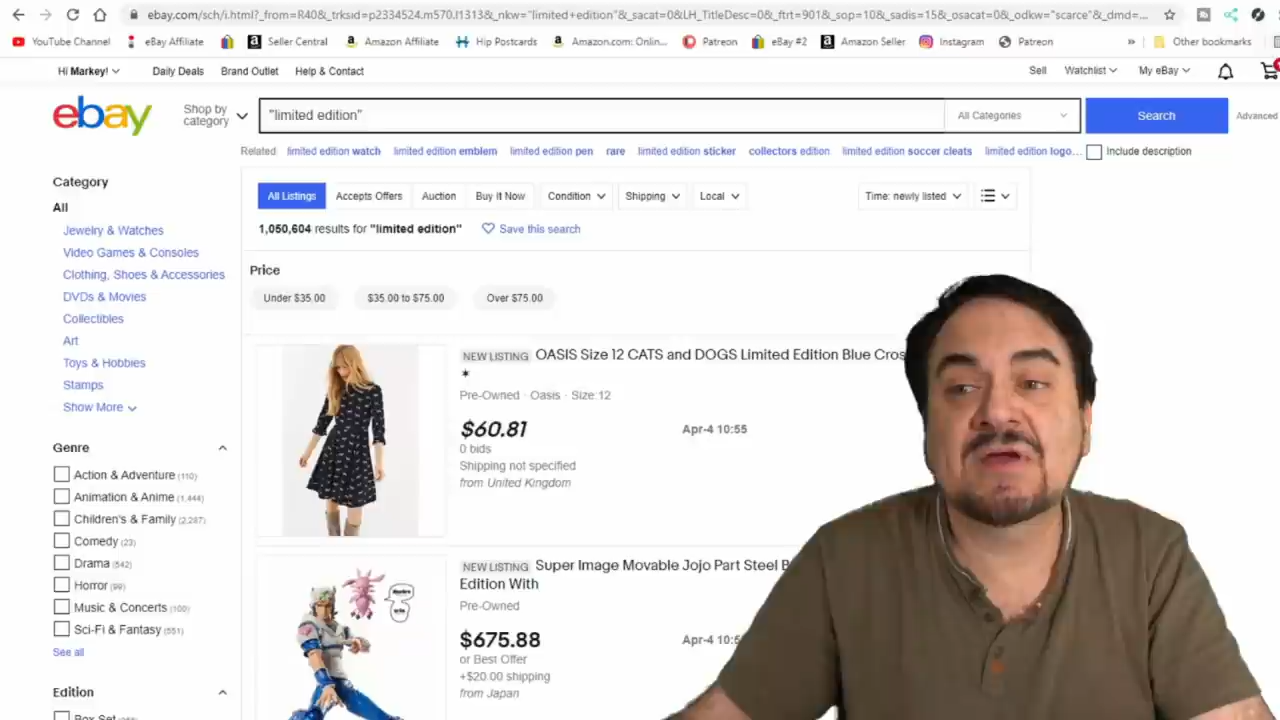 ebay.com/sch/i.html?_from=R40&_trksid=p2334524.m570.l1313&_nkw="limited+edition"&_sacat=0&LH_TitleDesc=0&_ftrt=901&_sop=10&_sadis=15&_osacat=0&_odkw="scarce"&_dmd=...
YouTube Channel eBay Affiliate Seller Central Amazon Affiliate Hip Postcards Amazon.com: Onlin... Patreon eBay #2 Amazon Seller Instagram Patreon » Other bookmarks
Hi Markey! Daily Deals Brand Outlet Help & Contact Sell Watchlist My eBay
ebay Shop by category "limited edition" All Categories Search Advanced
Related limited edition watch limited edition emblem limited edition pen rare limited edition sticker collectors edition limited edition soccer cleats limited edition logo... Include description
Category
All
Jewelry & Watches
Video Games & Consoles
Clothing, Shoes & Accessories
DVDs & Movies
Collectibles
Art
Toys & Hobbies
Stamps
Show More
Genre
Action & Adventure (110)
Animation & Anime (1,444)
Children's & Family (2,287)
Comedy (23)
Drama (542)
Horror (99)
Music & Concerts (100)
Sci-Fi & Fantasy (551)
See all
Edition
Box Set
All Listings Accepts Offers Auction Buy It Now Condition Shipping Local Time: newly listed
1,050,604 results for "limited edition" Save this search
Price
Under $35.00 $35.00 to $75.00 Over $75.00
NEW LISTING OASIS Size 12 CATS and DOGS Limited Edition Blue Cros
Pre-Owned · Oasis · Size:12
$60.81 Apr-4 10:55
0 bids
Shipping not specified
from United Kingdom
NEW LISTING Super Image Movable Jojo Part Steel B
Edition With
Pre-Owned
$675.88 Apr-4 10:5
or Best Offer
+$20.00 shipping
from Japan